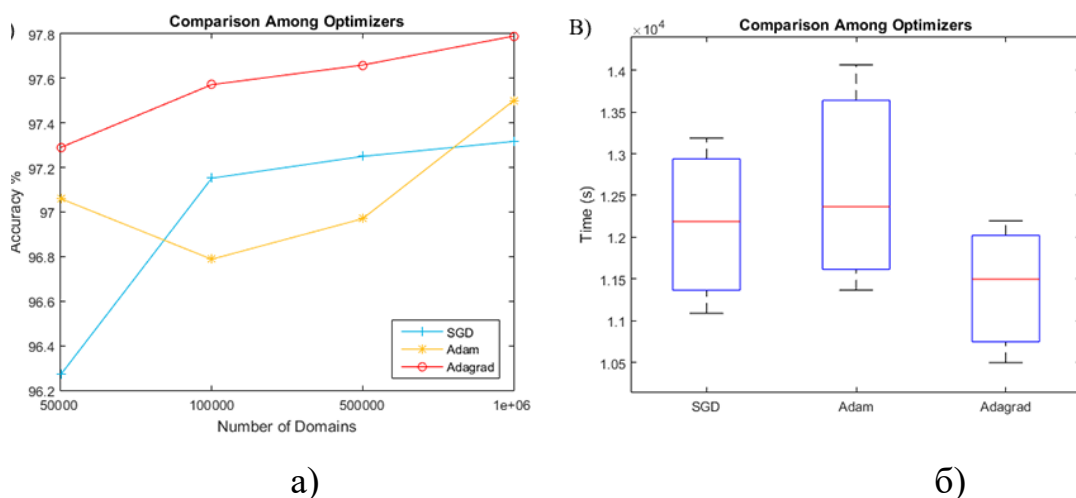 )
Comparison Among Optimizers
97.8
97.6
97.4
97.2
97
96.8
96.6
96.4
96.2
Accuracy %
50000
100000
500000
1e+06
Number of Domains
SGD
Adam
Adagrad
B)
Comparison Among Optimizers
×10⁴
1.4
1.35
1.3
1.25
1.2
1.15
1.1
1.05
Time (s)
SGD
Adam
Adagrad
а)
б)